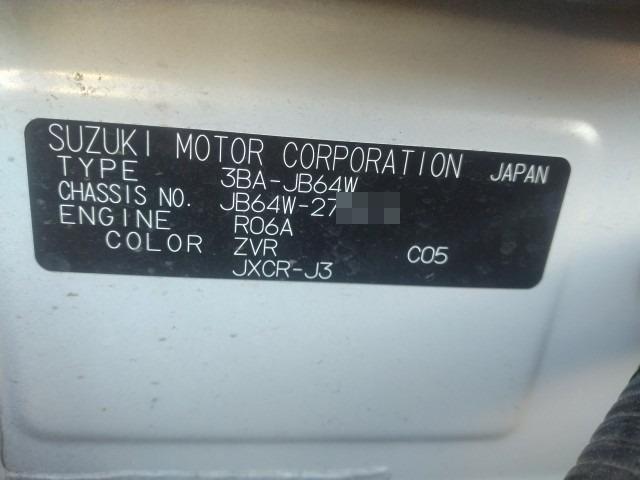 SUZUKI MOTOR CORPORATION JAPAN
TYPE 3BA-JB64W
CHASSIS NO. JB64W-27
ENGINE R06A
COLOR ZVR C05
JXCR-J3